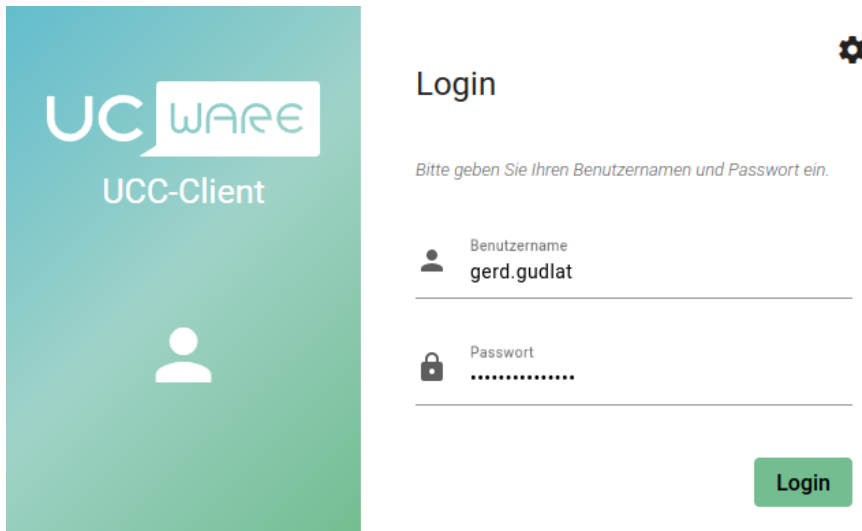 UC WARE
UCC-Client
Login
Bitte geben Sie Ihren Benutzernamen und Passwort ein.
Benutzername
gerd.gudlat
Passwort
•••••••••••••••
Login